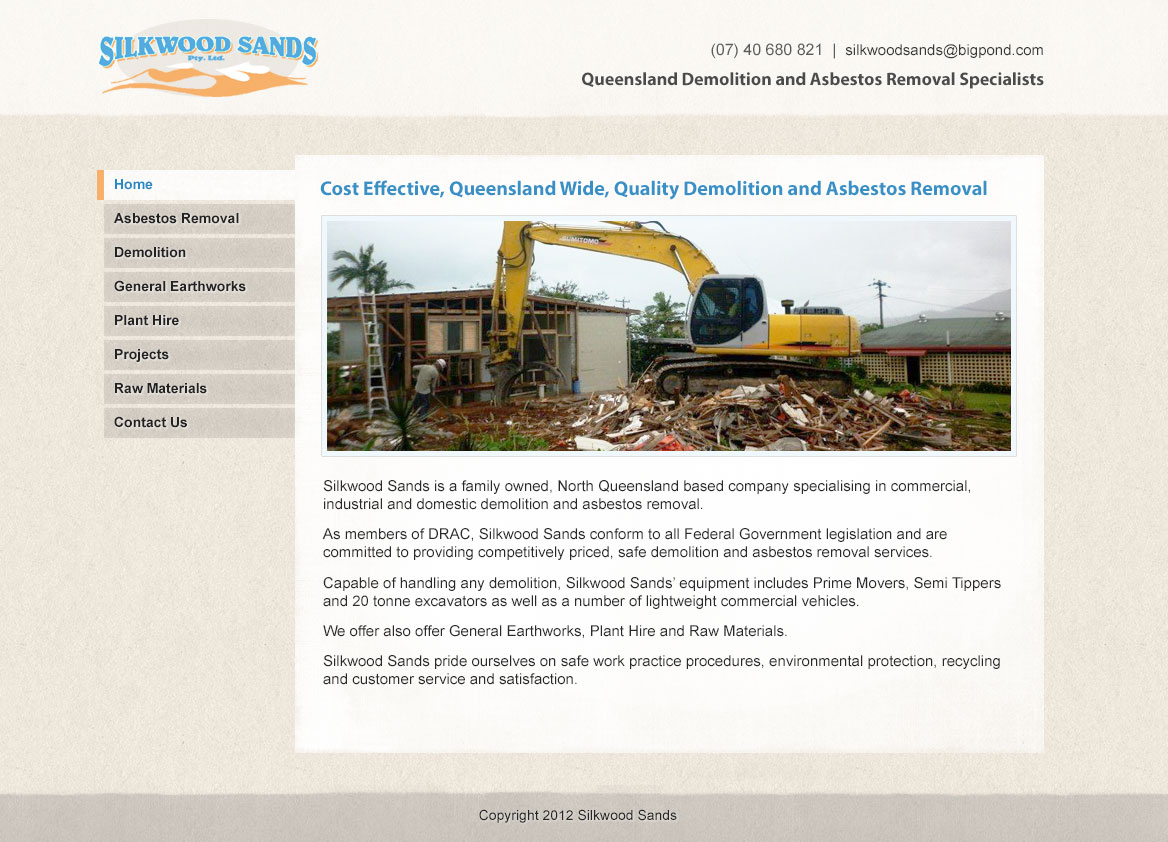 SILKWOOD SANDS
Pty. Ltd.
(07) 40 680 821 | silkwoodsands@bigpond.com
Queensland Demolition and Asbestos Removal Specialists
Home
Asbestos Removal
Demolition
General Earthworks
Plant Hire
Projects
Raw Materials
Contact Us
Cost Effective, Queensland Wide, Quality Demolition and Asbestos Removal
SUMITOMO
Silkwood Sands is a family owned, North Queensland based company specialising in commercial,
industrial and domestic demolition and asbestos removal.
As members of DRAC, Silkwood Sands conform to all Federal Government legislation and are
committed to providing competitively priced, safe demolition and asbestos removal services.
Capable of handling any demolition, Silkwood Sands’ equipment includes Prime Movers, Semi Tippers
and 20 tonne excavators as well as a number of lightweight commercial vehicles.
We offer also offer General Earthworks, Plant Hire and Raw Materials.
Silkwood Sands pride ourselves on safe work practice procedures, environmental protection, recycling
and customer service and satisfaction.
Copyright 2012 Silkwood Sands